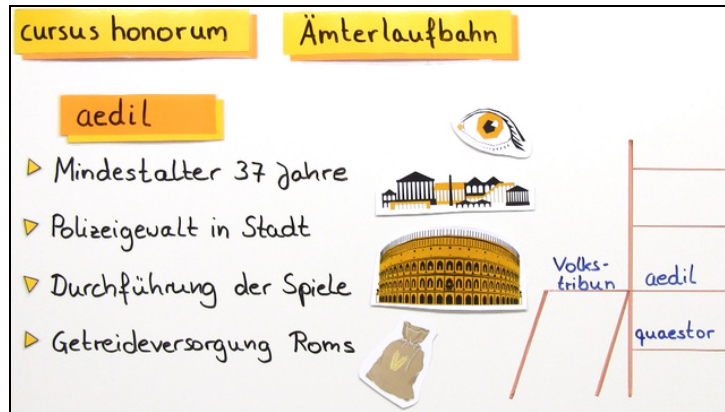 cursus honorum
Ämterlaufbahn
aedil
Mindestalter 37 Jahre
Polizeigewalt in Stadt
Durchführung der Spiele
Getreideversorgung Roms
Volks-
tribun
aedil
quaestor